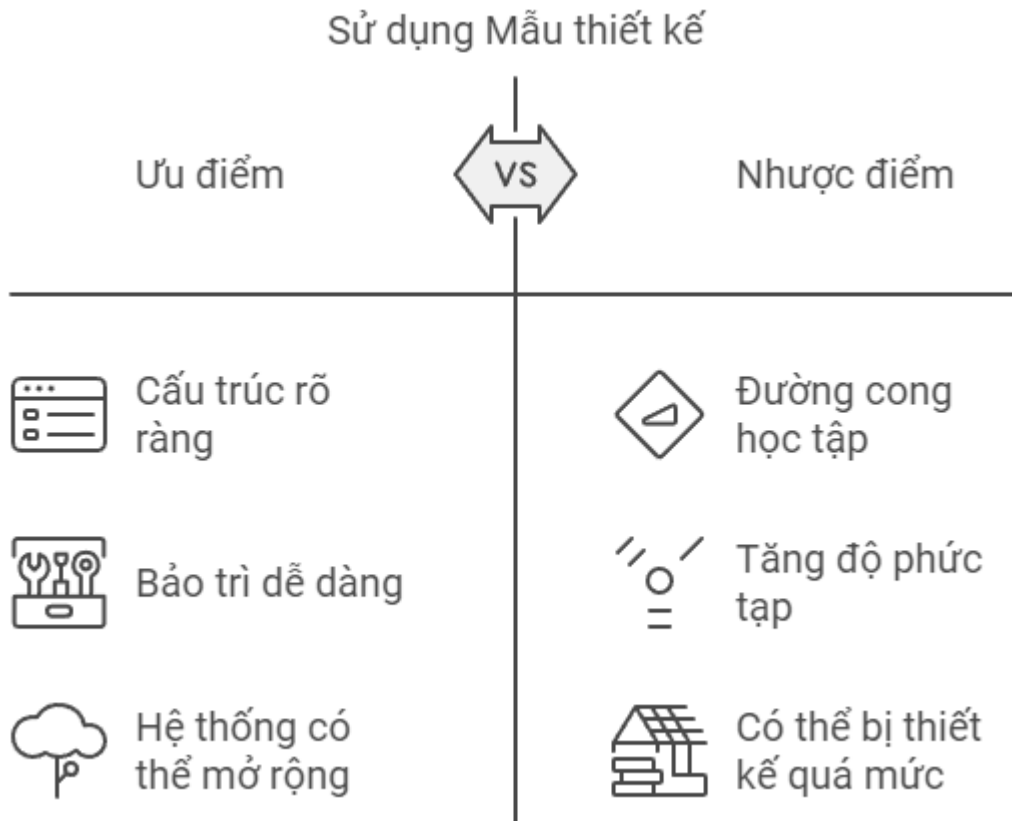 Sử dụng Mẫu thiết kế
Ưu điểm
VS
Nhược điểm
Cấu trúc rõ
ràng
Đường cong
học tập
Bảo trì dễ dàng
Tăng độ phức
tạp
Hệ thống có
thể mở rộng
Có thể bị thiết
kế quá mức